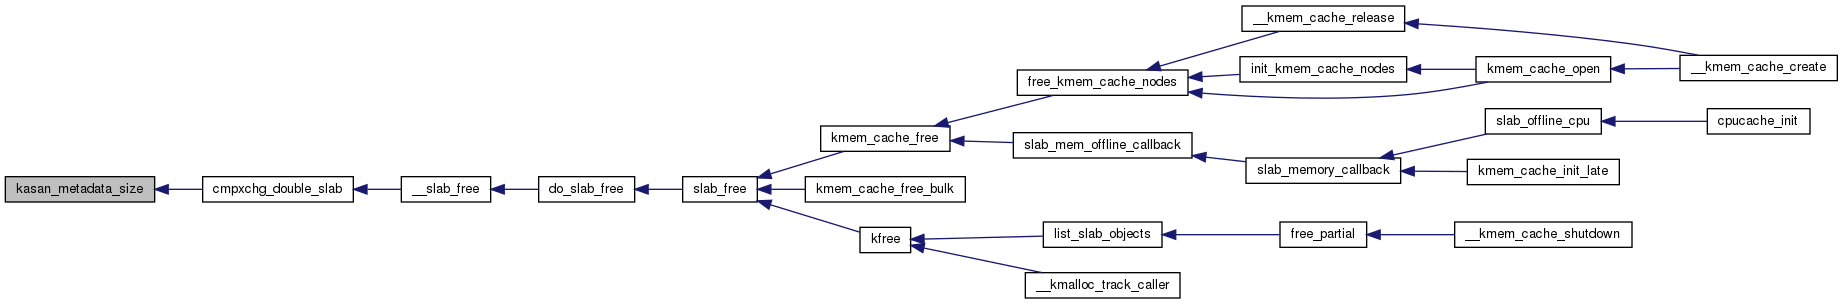 kasan_metadata_size
cmpxchg_double_slab
__slab_free
do_slab_free
slab_free
kmem_cache_free
free_kmem_cache_nodes
__kmem_cache_release
__kmem_cache_create
init_kmem_cache_nodes
kmem_cache_open
slab_mem_offline_callback
slab_memory_callback
slab_offline_cpu
cpucache_init
kmem_cache_init_late
kmem_cache_free_bulk
kfree
list_slab_objects
free_partial
__kmem_cache_shutdown
__kmalloc_track_caller